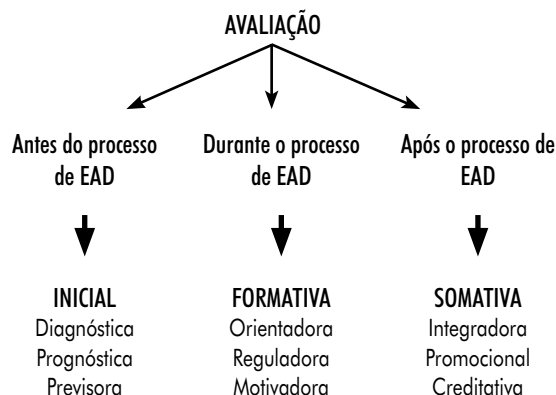 AVALIAÇÃO
Antes do processo
de EAD
Durante o processo
de EAD
Após o processo de
EAD
INICIAL
Diagnóstica
Prognóstica
Previsora
FORMATIVA
Orientadora
Reguladora
Motivadora
SOMATIVA
Integradora
Promocional
Creditativa